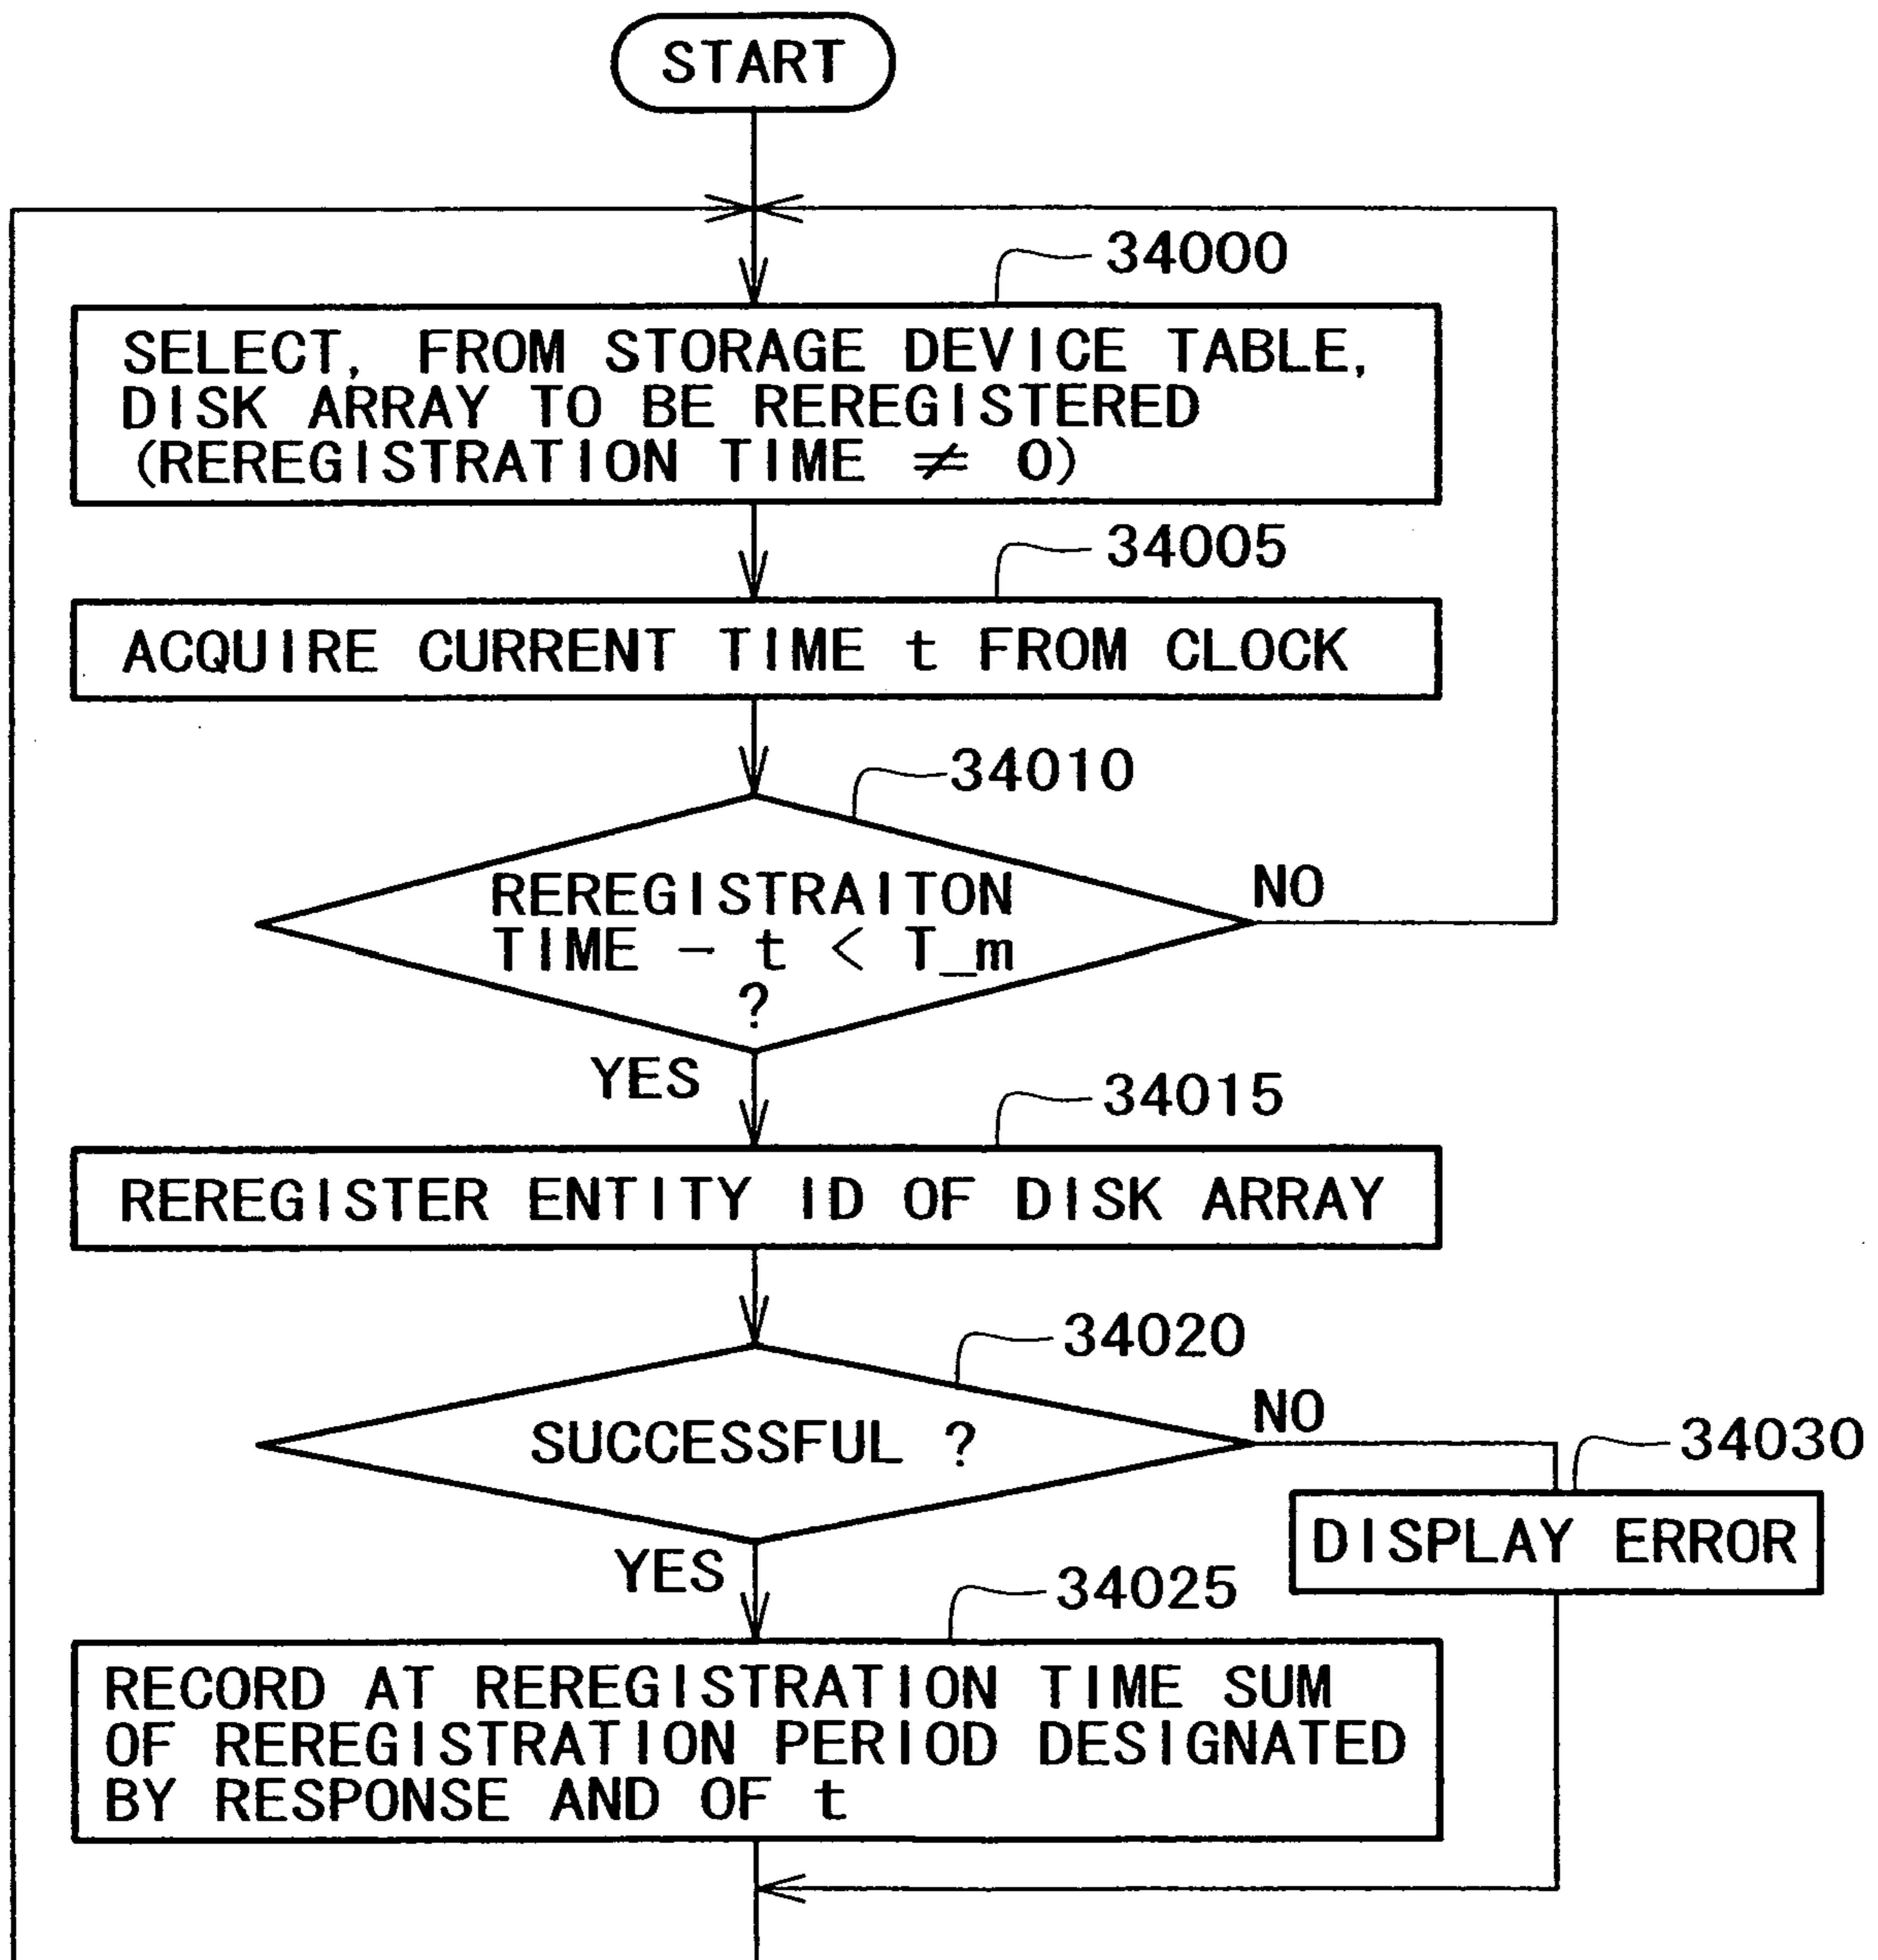 START
34000
SELECT, FROM STORAGE DEVICE TABLE,
DISK ARRAY TO BE REREGISTERED
(REREGISTRATION TIME ≠ 0)
34005
ACQUIRE CURRENT TIME t FROM CLOCK
34010
REREGISTRAITON
TIME - t < T_m
?
NO
YES
34015
REREGISTER ENTITY ID OF DISK ARRAY
34020
SUCCESSFUL ?
NO
34030
DISPLAY ERROR
YES
34025
RECORD AT REREGISTRATION TIME SUM
OF REREGISTRATION PERIOD DESIGNATED
BY RESPONSE AND OF t